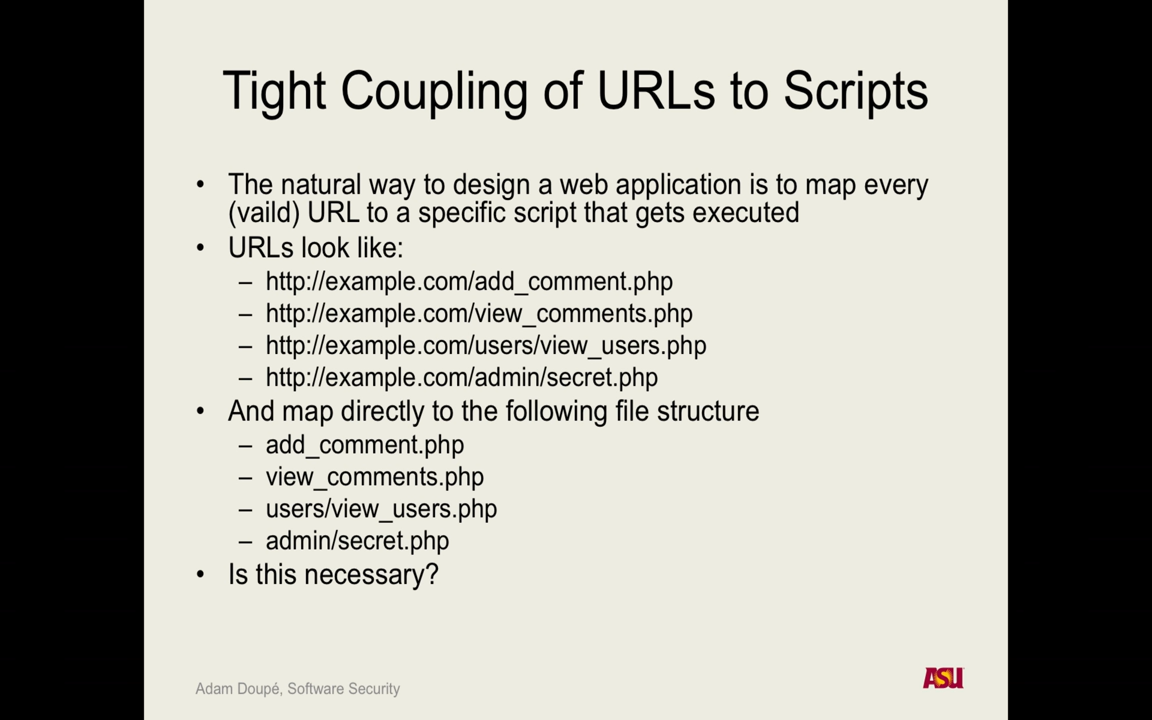 Tight Coupling of URLs to Scripts
• The natural way to design a web application is to map every
(vaild) URL to a specific script that gets executed
• URLs look like:
– http://example.com/add_comment.php
– http://example.com/view_comments.php
– http://example.com/users/view_users.php
– http://example.com/admin/secret.php
• And map directly to the following file structure
– add_comment.php
– view_comments.php
– users/view_users.php
– admin/secret.php
• Is this necessary?
Adam Doupé, Software Security
ASU